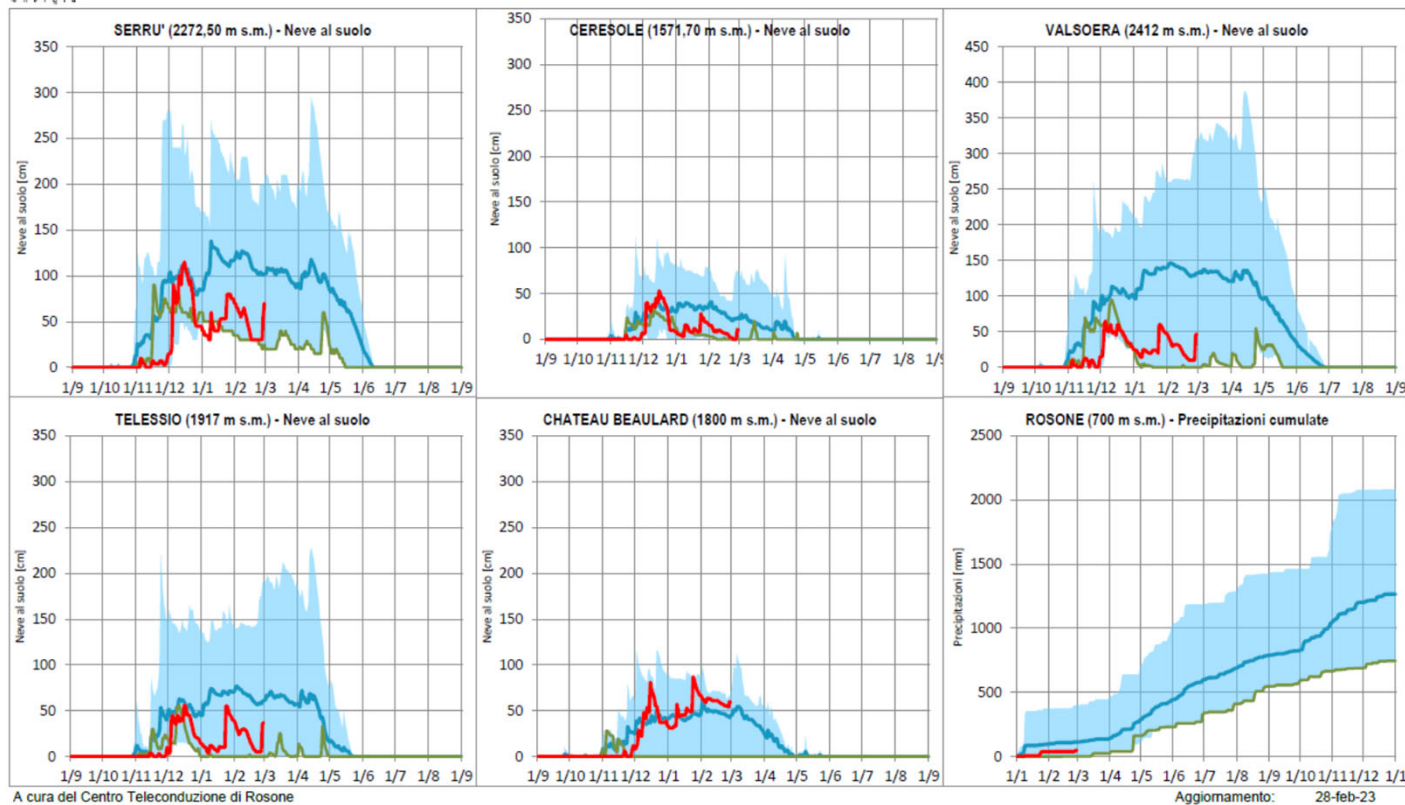 SERRU' (2272,50 m s.m.) - Neve al suolo
Neve al suolo [cm]
350
300
250
200
150
100
50
0
1/9 1/10 1/11 1/12 1/1 1/2 1/3 1/4 1/5 1/6 1/7 1/8 1/9
CERESOLE (1571,70 m s.m.) - Neve al suolo
Neve al suolo [cm]
350
300
250
200
150
100
50
0
1/9 1/10 1/11 1/12 1/1 1/2 1/3 1/4 1/5 1/6 1/7 1/8 1/9
VALSOERA (2412 m s.m.) - Neve al suolo
Neve al suolo [cm]
450
400
350
300
250
200
150
100
50
0
1/9 1/10 1/11 1/12 1/1 1/2 1/3 1/4 1/5 1/6 1/7 1/8 1/9
TELESSIO (1917 m s.m.) - Neve al suolo
Neve al suolo [cm]
350
300
250
200
150
100
50
0
1/9 1/10 1/11 1/12 1/1 1/2 1/3 1/4 1/5 1/6 1/7 1/8 1/9
CHATEAU BEAULARD (1800 m s.m.) - Neve al suolo
Neve al suolo [cm]
350
300
250
200
150
100
50
0
1/9 1/10 1/11 1/12 1/1 1/2 1/3 1/4 1/5 1/6 1/7 1/8 1/9
ROSONE (700 m s.m.) - Precipitazioni cumulate
Precipitazioni [mm]
2500
2000
1500
1000
500
0
1/1 1/2 1/3 1/4 1/5 1/6 1/7 1/8 1/9 1/10 1/11 1/12 1/1
A cura del Centro Teleconduzione di Rosone
Aggiornamento: 28-feb-23